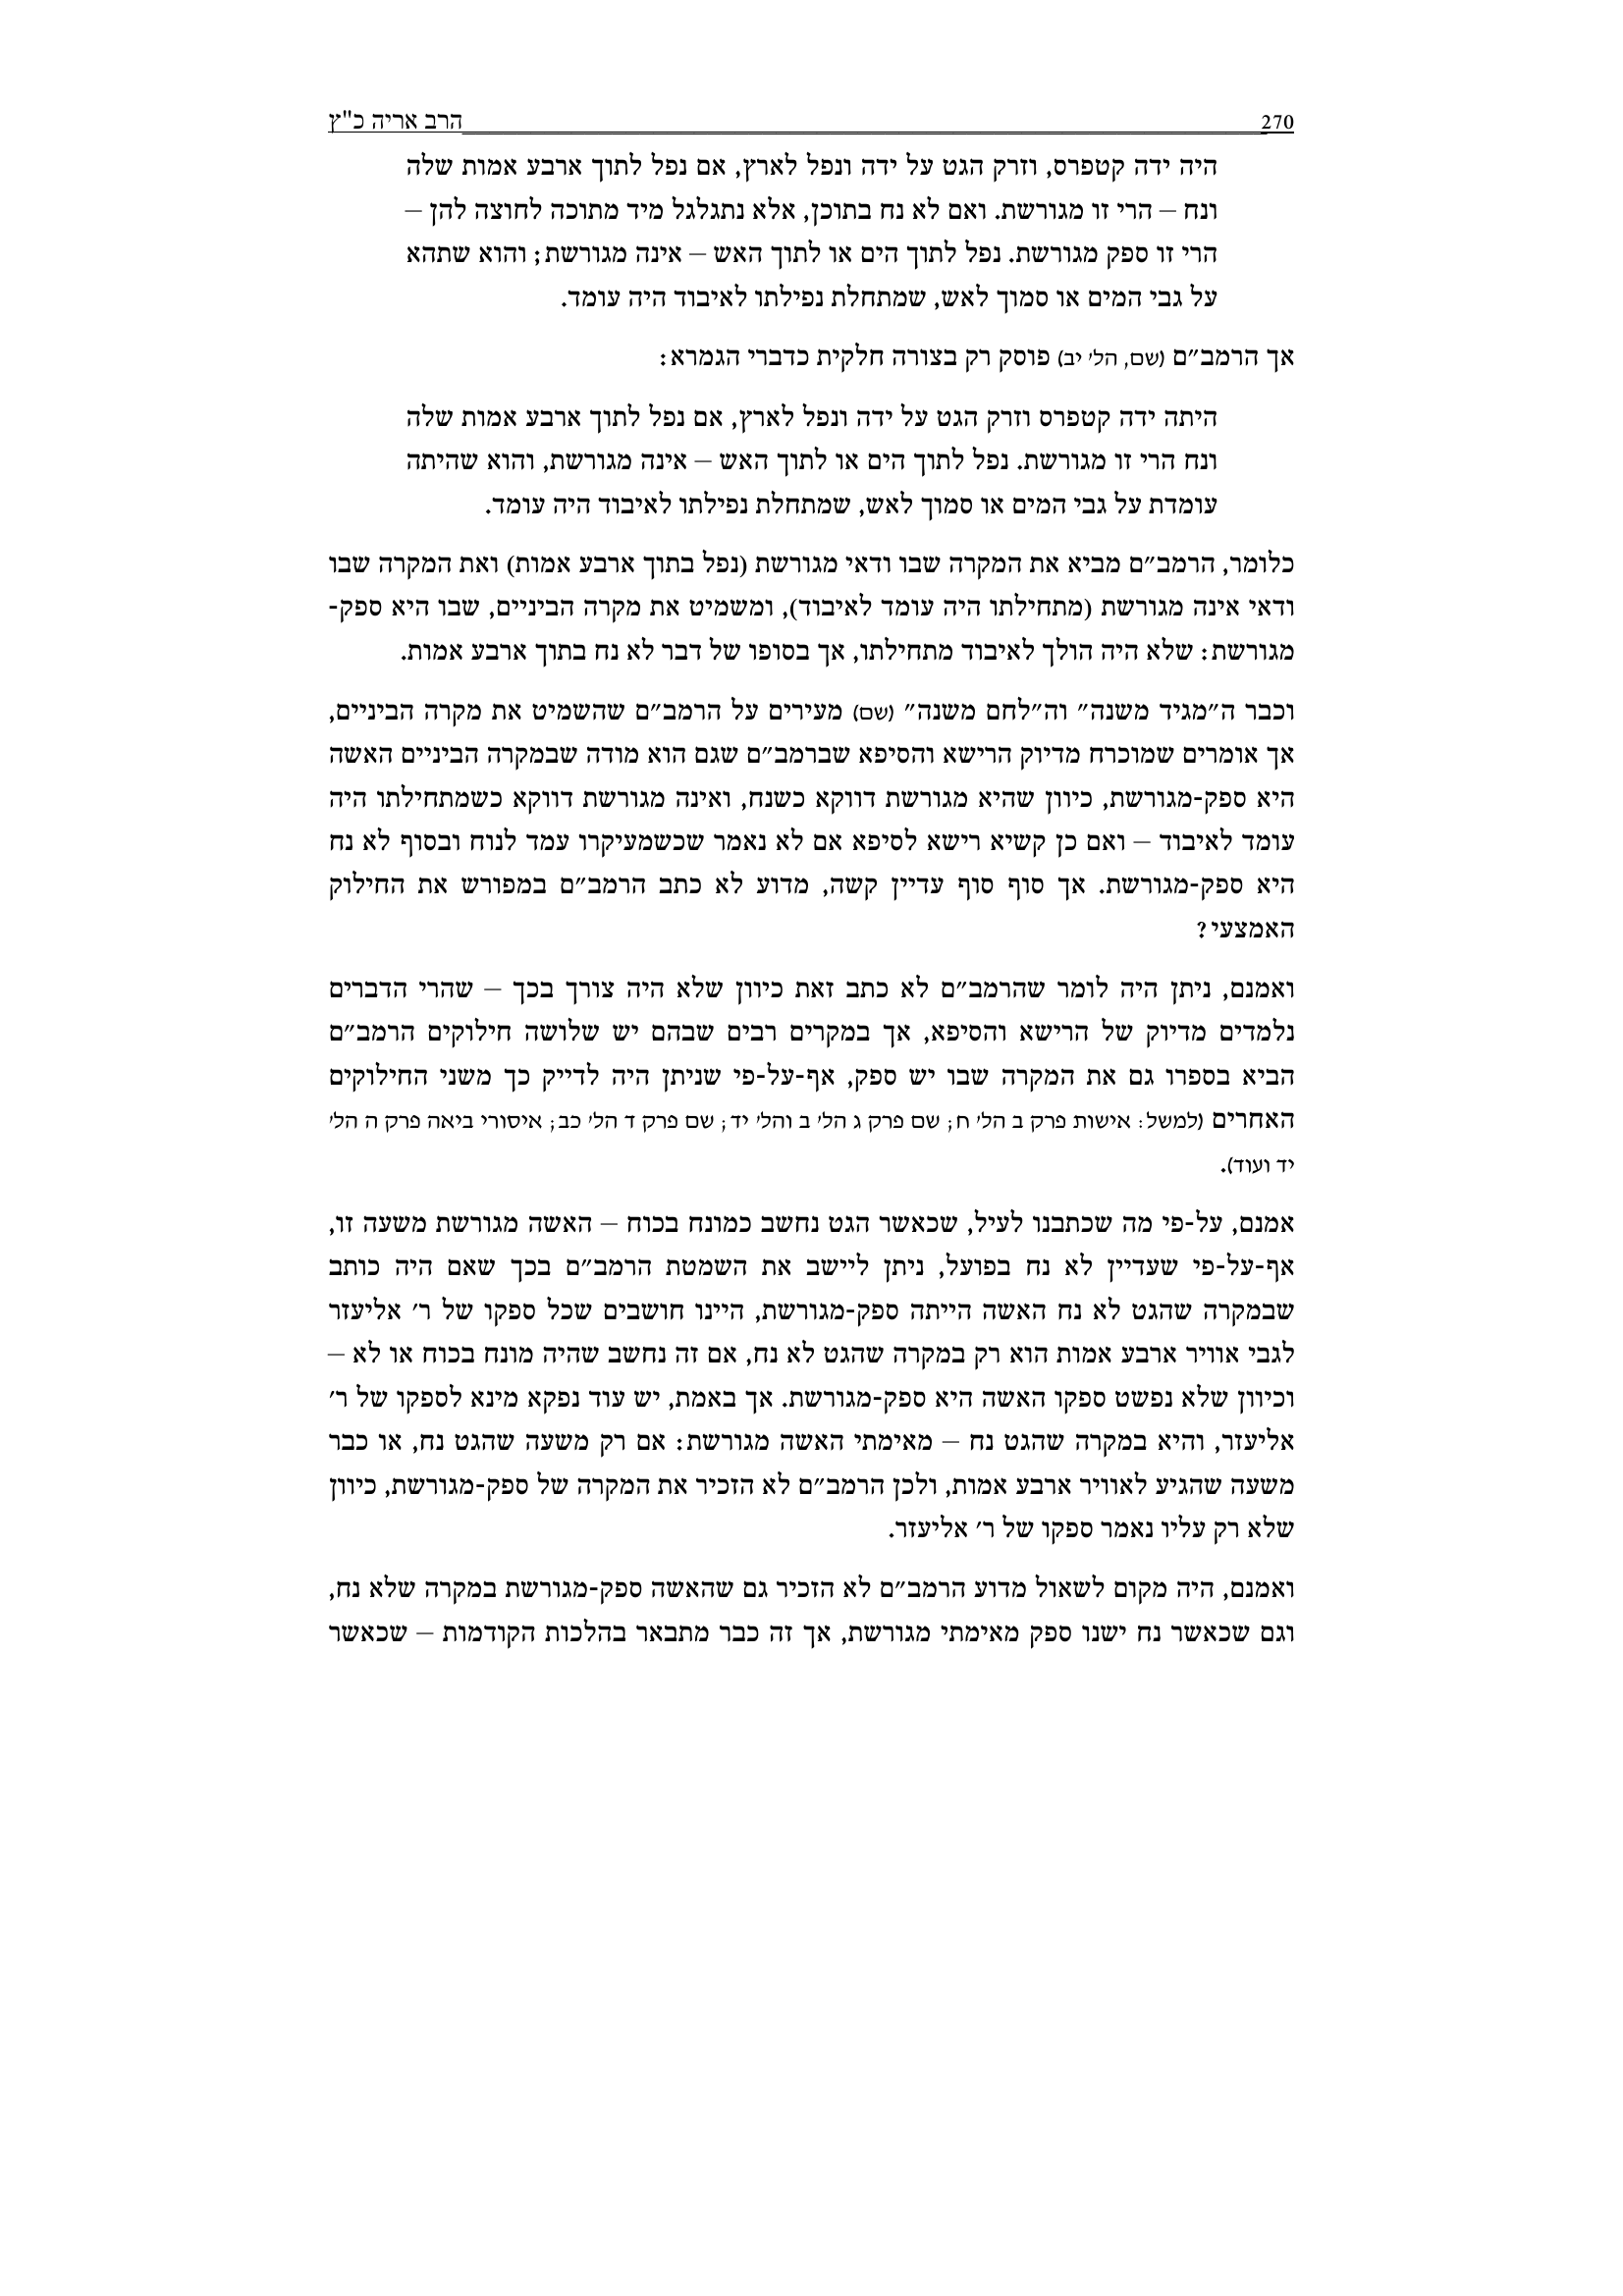 270 הרב אריה כ"ץ
היה ידה קטפרס, וזרק הגט על ידה ונפל לארץ, אם נפל לתוך ארבע אמות שלה
ונח – הרי זו מגורשת. ואם לא נח בתוכן, אלא נתגלגל מיד מתוכה לחוצה להן –
הרי זו ספק מגורשת. נפל לתוך הים או לתוך האש – אינה מגורשת; והוא שתהא
על גבי המים או סמוך לאש, שמתחלת נפילתו לאיבוד היה עומד.
אך הרמב״ם (שם, הל׳ יב) פוסק רק בצורה חלקית כדברי הגמרא:
היתה ידה קטפרס וזרק הגט על ידה ונפל לארץ, אם נפל לתוך ארבע אמות שלה
ונח הרי זו מגורשת. נפל לתוך הים או לתוך האש – אינה מגורשת, והוא שהיתה
עומדת על גבי המים או סמוך לאש, שמתחלת נפילתו לאיבוד היה עומד.
כלומר, הרמב״ם מביא את המקרה שבו ודאי מגורשת (נפל בתוך ארבע אמות) ואת המקרה שבו
ודאי אינה מגורשת (מתחילתו היה עומד לאיבוד), ומשמיט את מקרה הביניים, שבו היא ספק-
מגורשת: שלא היה הולך לאיבוד מתחילתו, אך בסופו של דבר לא נח בתוך ארבע אמות.
וכבר ה״מגיד משנה״ וה״לחם משנה״ (שם) מעירים על הרמב״ם שהשמיט את מקרה הביניים,
אך אומרים שמוכרח מדיוק הרישא והסיפא שברמב״ם שגם הוא מודה שבמקרה הביניים האשה
היא ספק-מגורשת, כיוון שהיא מגורשת דווקא כשנח, ואינה מגורשת דווקא כשמתחילתו היה
עומד לאיבוד – ואם כן קשיא רישא לסיפא אם לא נאמר שכשמעיקרו עמד לנוח ובסוף לא נח
היא ספק-מגורשת. אך סוף סוף עדיין קשה, מדוע לא כתב הרמב״ם במפורש את החילוק
האמצעי?
ואמנם, ניתן היה לומר שהרמב״ם לא כתב זאת כיוון שלא היה צורך בכך – שהרי הדברים
נלמדים מדיוק של הרישא והסיפא, אך במקרים רבים שבהם יש שלושה חילוקים הרמב״ם
הביא בספרו גם את המקרה שבו יש ספק, אף-על-פי שניתן היה לדייק כך משני החילוקים
האחרים (למשל: אישות פרק ב הל׳ ח; שם פרק ג הל׳ ב והל׳ יד; שם פרק ד הל׳ כב; איסורי ביאה פרק ה הל׳
יד ועוד).
אמנם, על-פי מה שכתבנו לעיל, שכאשר הגט נחשב כמונח בכוח – האשה מגורשת משעה זו,
אף-על-פי שעדיין לא נח בפועל, ניתן ליישב את השמטת הרמב״ם בכך שאם היה כותב
שבמקרה שהגט לא נח האשה הייתה ספק-מגורשת, היינו חושבים שכל ספקו של ר׳ אליעזר
לגבי אוויר ארבע אמות הוא רק במקרה שהגט לא נח, אם זה נחשב שהיה מונח בכוח או לא –
וכיוון שלא נפשט ספקו האשה היא ספק-מגורשת. אך באמת, יש עוד נפקא מינא לספקו של ר׳
אליעזר, והיא במקרה שהגט נח – מאימתי האשה מגורשת: אם רק משעה שהגט נח, או כבר
משעה שהגיע לאוויר ארבע אמות, ולכן הרמב״ם לא הזכיר את המקרה של ספק-מגורשת, כיוון
שלא רק עליו נאמר ספקו של ר׳ אליעזר.
ואמנם, היה מקום לשאול מדוע הרמב״ם לא הזכיר גם שהאשה ספק-מגורשת במקרה שלא נח,
וגם שכאשר נח ישנו ספק מאימתי מגורשת, אך זה כבר מתבאר בהלכות הקודמות – שכאשר